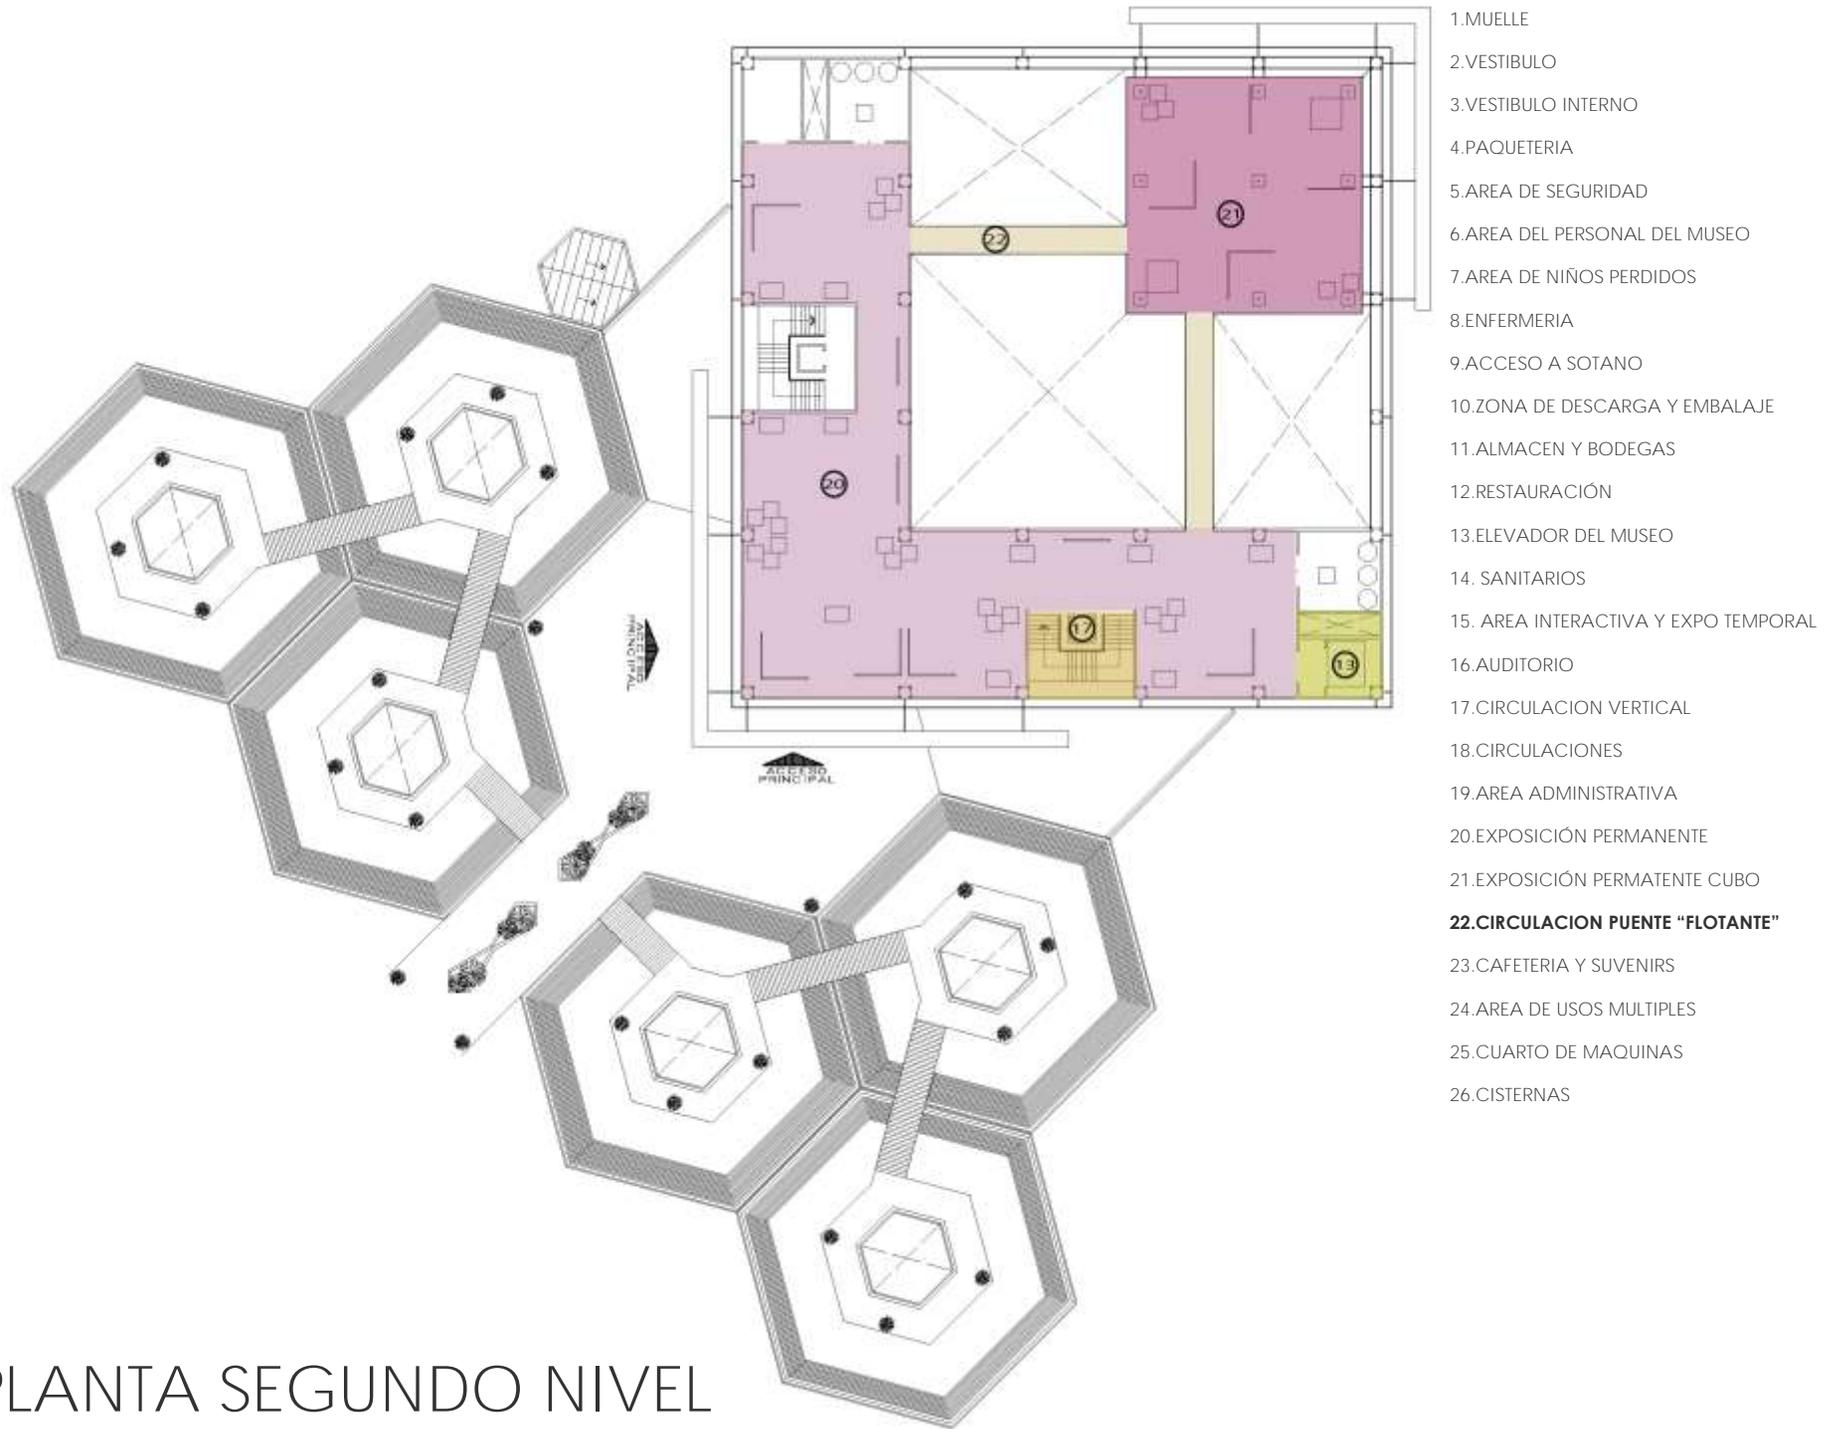 1.MUELLE
2.VESTIBULO
3.VESTIBULO INTERNO
4.PAQUETERIA
5.AREA DE SEGURIDAD
6.AREA DEL PERSONAL DEL MUSEO
7.AREA DE NIÑOS PERDIDOS
8.ENFERMERIA
9.ACCESO A SOTANO
10.ZONA DE DESCARGA Y EMBALAJE
11.ALMACEN Y BODEGAS
12.RESTAURACIÓN
13.ELEVADOR DEL MUSEO
14. SANITARIOS
15. AREA INTERACTIVA Y EXPO TEMPORAL
16.AUDITORIO
17.CIRCULACION VERTICAL
18.CIRCULACIONES
19.AREA ADMINISTRATIVA
20.EXPOSICIÓN PERMANENTE
21.EXPOSICIÓN PERMATENTE CUBO
22.CIRCULACION PUENTE “FLOTANTE”
23.CAFETERIA Y SUVENIRS
24.AREA DE USOS MULTIPLES
25.CUARTO DE MAQUINAS
26.CISTERNAS
21
22
20
17
13
ACCESO
PRINCIPAL
ACCESO
PRINCIPAL
PLANTA SEGUNDO NIVEL